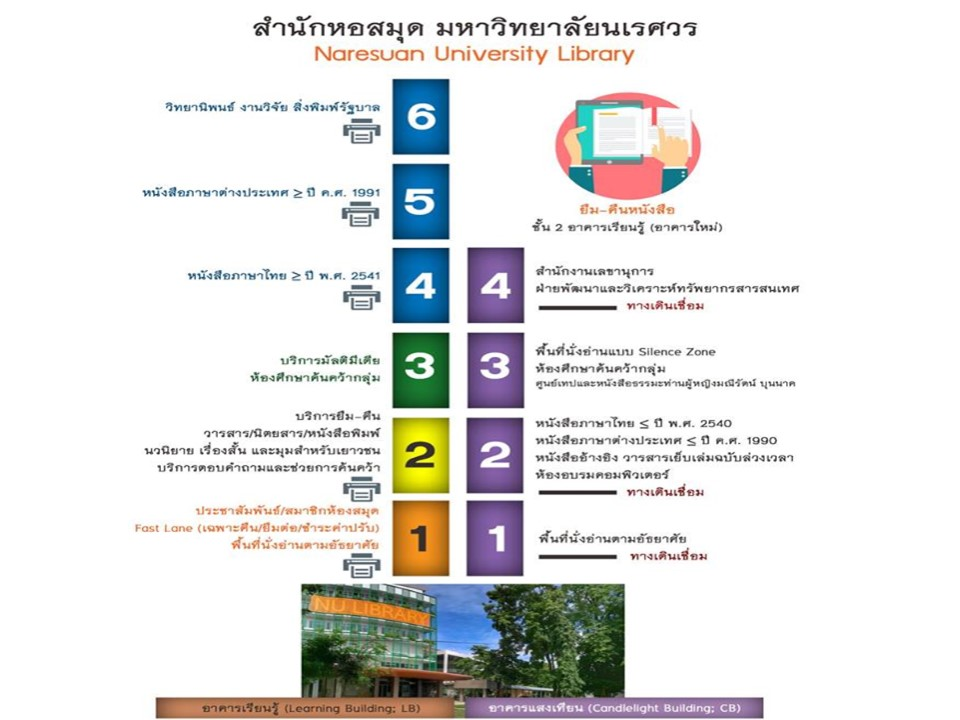 สำนักหอสมุด มหาวิทยาลัยนเรศวร
Naresuan University Library
วิทยานิพนธ์ งานวิจัย สิ่งพิมพ์รัฐบาล
6
หนังสือภาษาต่างประเทศ ≥ ปี ค.ศ. 1991
5
ยืม-คืนหนังสือ
ชั้น 2 อาคารเรียนรู้ (อาคารใหม่)
หนังสือภาษาไทย ≥ ปี พ.ศ. 2541
4
4
สำนักงานเลขานุการ
ฝ่ายพัฒนาและวิเคราะห์ทรัพยากรสารสนเทศ
ทางเดินเชื่อม
บริการมัลติมีเดีย
ห้องศึกษาค้นคว้ากลุ่ม
3
3
พื้นที่นั่งอ่านแบบ Silence Zone
ห้องศึกษาค้นคว้ากลุ่ม
ศูนย์เทปและหนังสือธรรมะท่านผู้หญิงมณีรัตน์ บุนนาค
บริการยืม-คืน
วารสาร/นิตยสาร/หนังสือพิมพ์
นวนิยาย เรื่องสั้น และมุมสำหรับเยาวชน
บริการตอบคำถามและช่วยการค้นคว้า
2
2
หนังสือภาษาไทย ≤ ปี พ.ศ. 2540
หนังสือภาษาต่างประเทศ ≤ ปี ค.ศ. 1990
หนังสืออ้างอิง วารสารเย็บเล่มฉบับล่วงเวลา
ห้องอบรมคอมพิวเตอร์
ทางเดินเชื่อม
ประชาสัมพันธ์/สมาชิกห้องสมุด
Fast Lane (เฉพาะคืน/ยืมต่อ/ชำระค่าปรับ)
พื้นที่นั่งอ่านตามอัธยาศัย
1
1
พื้นที่นั่งอ่านตามอัธยาศัย
ทางเดินเชื่อม
NU LIBRARY
อาคารเรียนรู้ (Learning Building; LB)
อาคารแสงเทียน (Candlelight Building; CB)